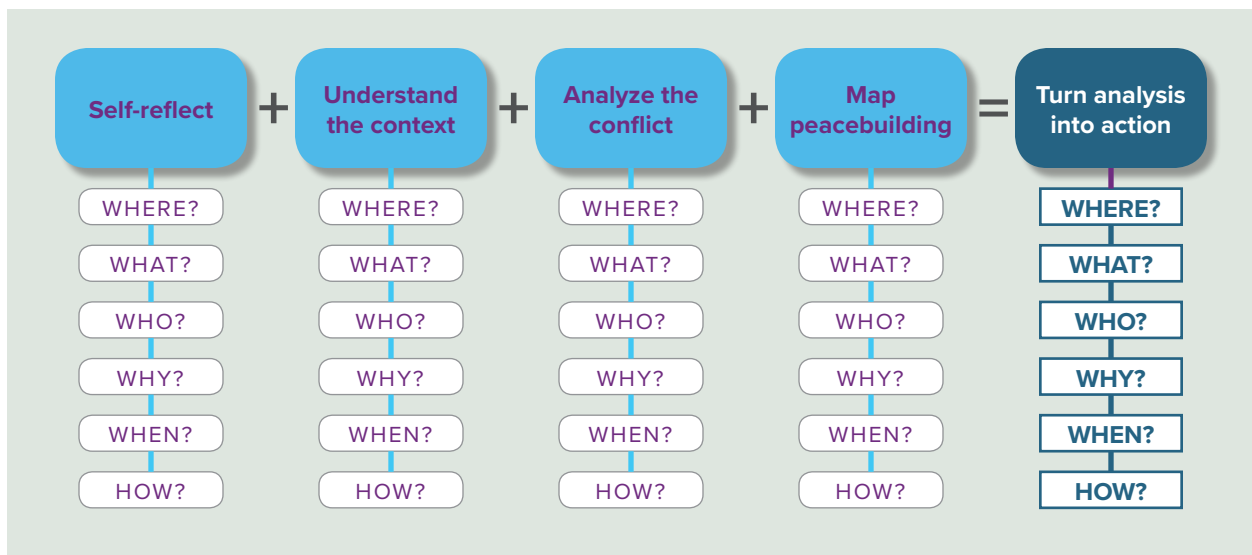 Self-reflect
+
Understand
the context
+
Analyze the
conflict
+
Map
peacebuilding
=
Turn analysis
into action
WHERE?
WHAT?
WHO?
WHY?
WHEN?
HOW?
WHERE?
WHAT?
WHO?
WHY?
WHEN?
HOW?
WHERE?
WHAT?
WHO?
WHY?
WHEN?
HOW?
WHERE?
WHAT?
WHO?
WHY?
WHEN?
HOW?
WHERE?
WHAT?
WHO?
WHY?
WHEN?
HOW?